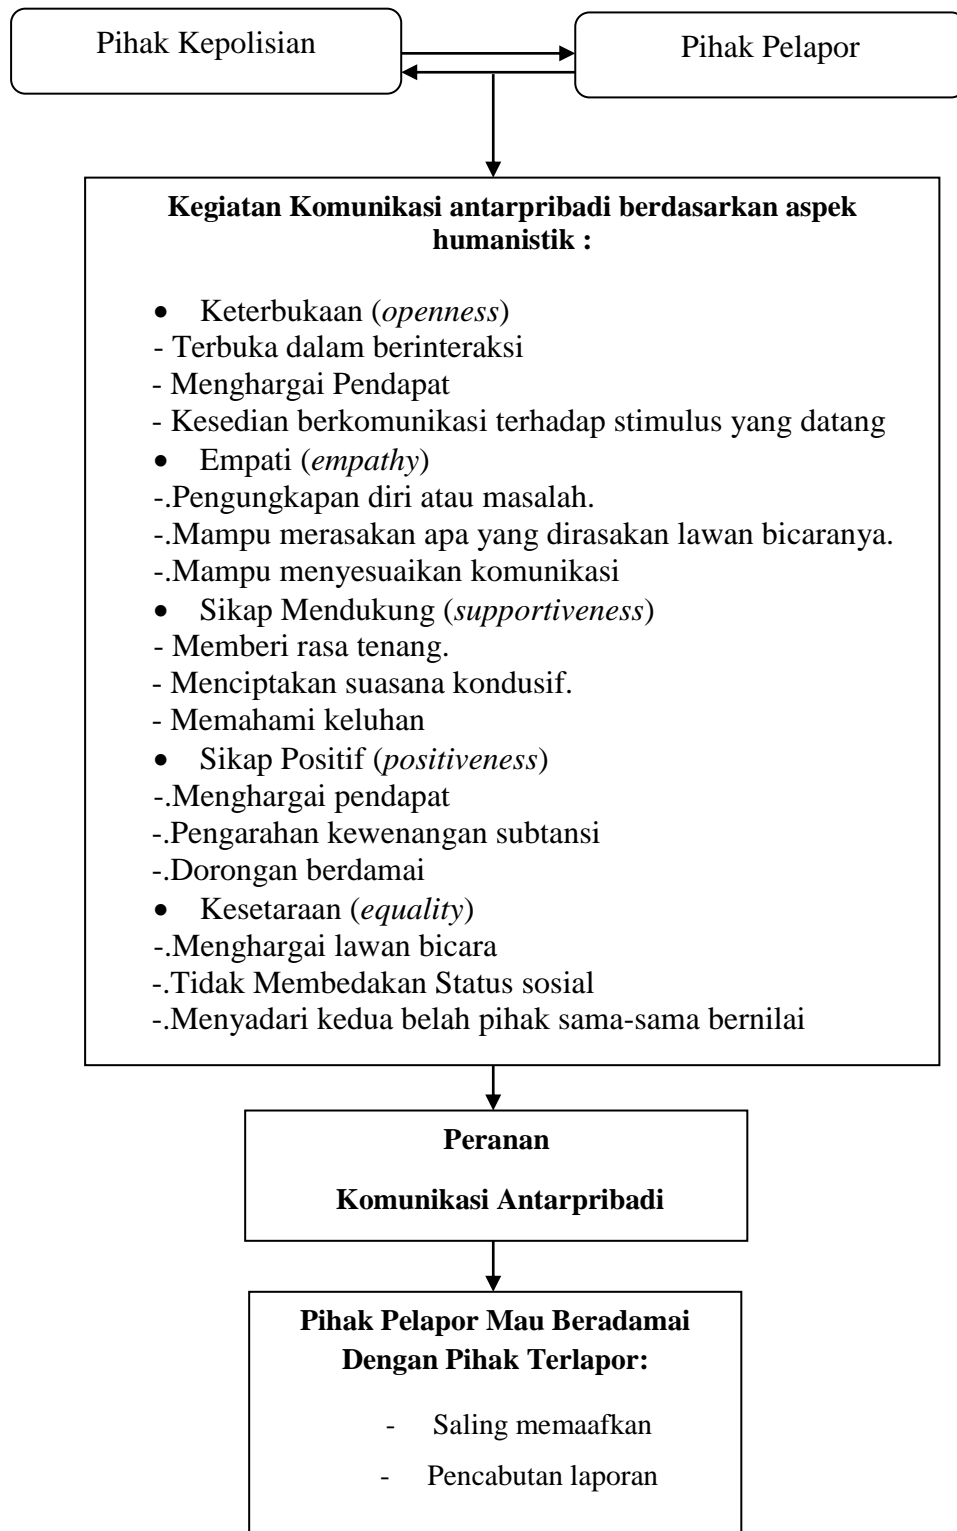 Pihak Kepolisian
Pihak Pelapor
Kegiatan Komunikasi antarpribadi berdasarkan aspek
humanistik :
• Keterbukaan (openness)
- Terbuka dalam berinteraksi
- Menghargai Pendapat
- Kesedian berkomunikasi terhadap stimulus yang datang
• Empati (empathy)
-.Pengungkapan diri atau masalah.
-.Mampu merasakan apa yang dirasakan lawan bicaranya.
-.Mampu menyesuaikan komunikasi
• Sikap Mendukung (supportiveness)
- Memberi rasa tenang.
- Menciptakan suasana kondusif.
- Memahami keluhan
• Sikap Positif (positiveness)
-.Menghargai pendapat
-.Pengarahan kewenangan subtansi
-.Dorongan berdamai
• Kesetaraan (equality)
-.Menghargai lawan bicara
-.Tidak Membedakan Status sosial
-.Menyadari kedua belah pihak sama-sama bernilai
Peranan
Komunikasi Antarpribadi
Pihak Pelapor Mau Beradamai
Dengan Pihak Terlapor:
- Saling memaafkan
- Pencabutan laporan